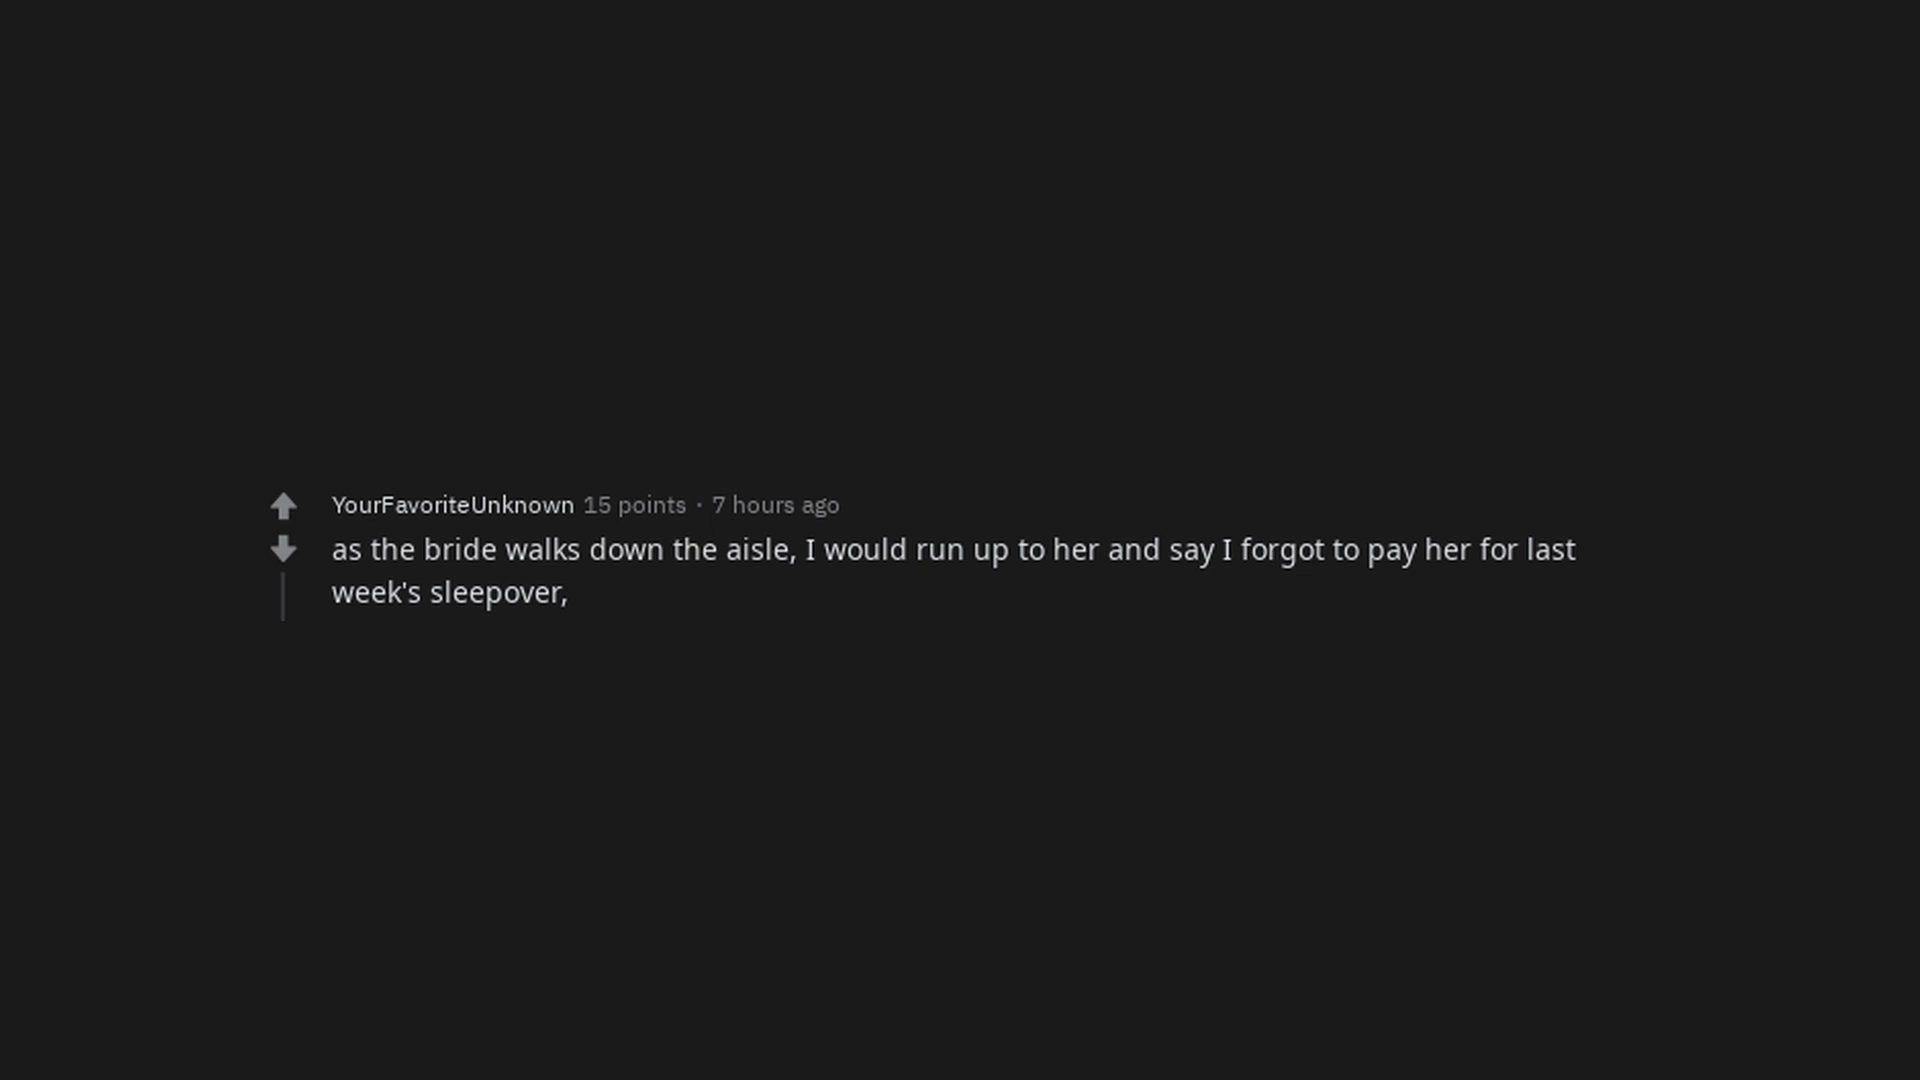 YourFavoriteUnknown 15 points · 7 hours ago
as the bride walks down the aisle, I would run up to her and say I forgot to pay her for last
week's sleepover,